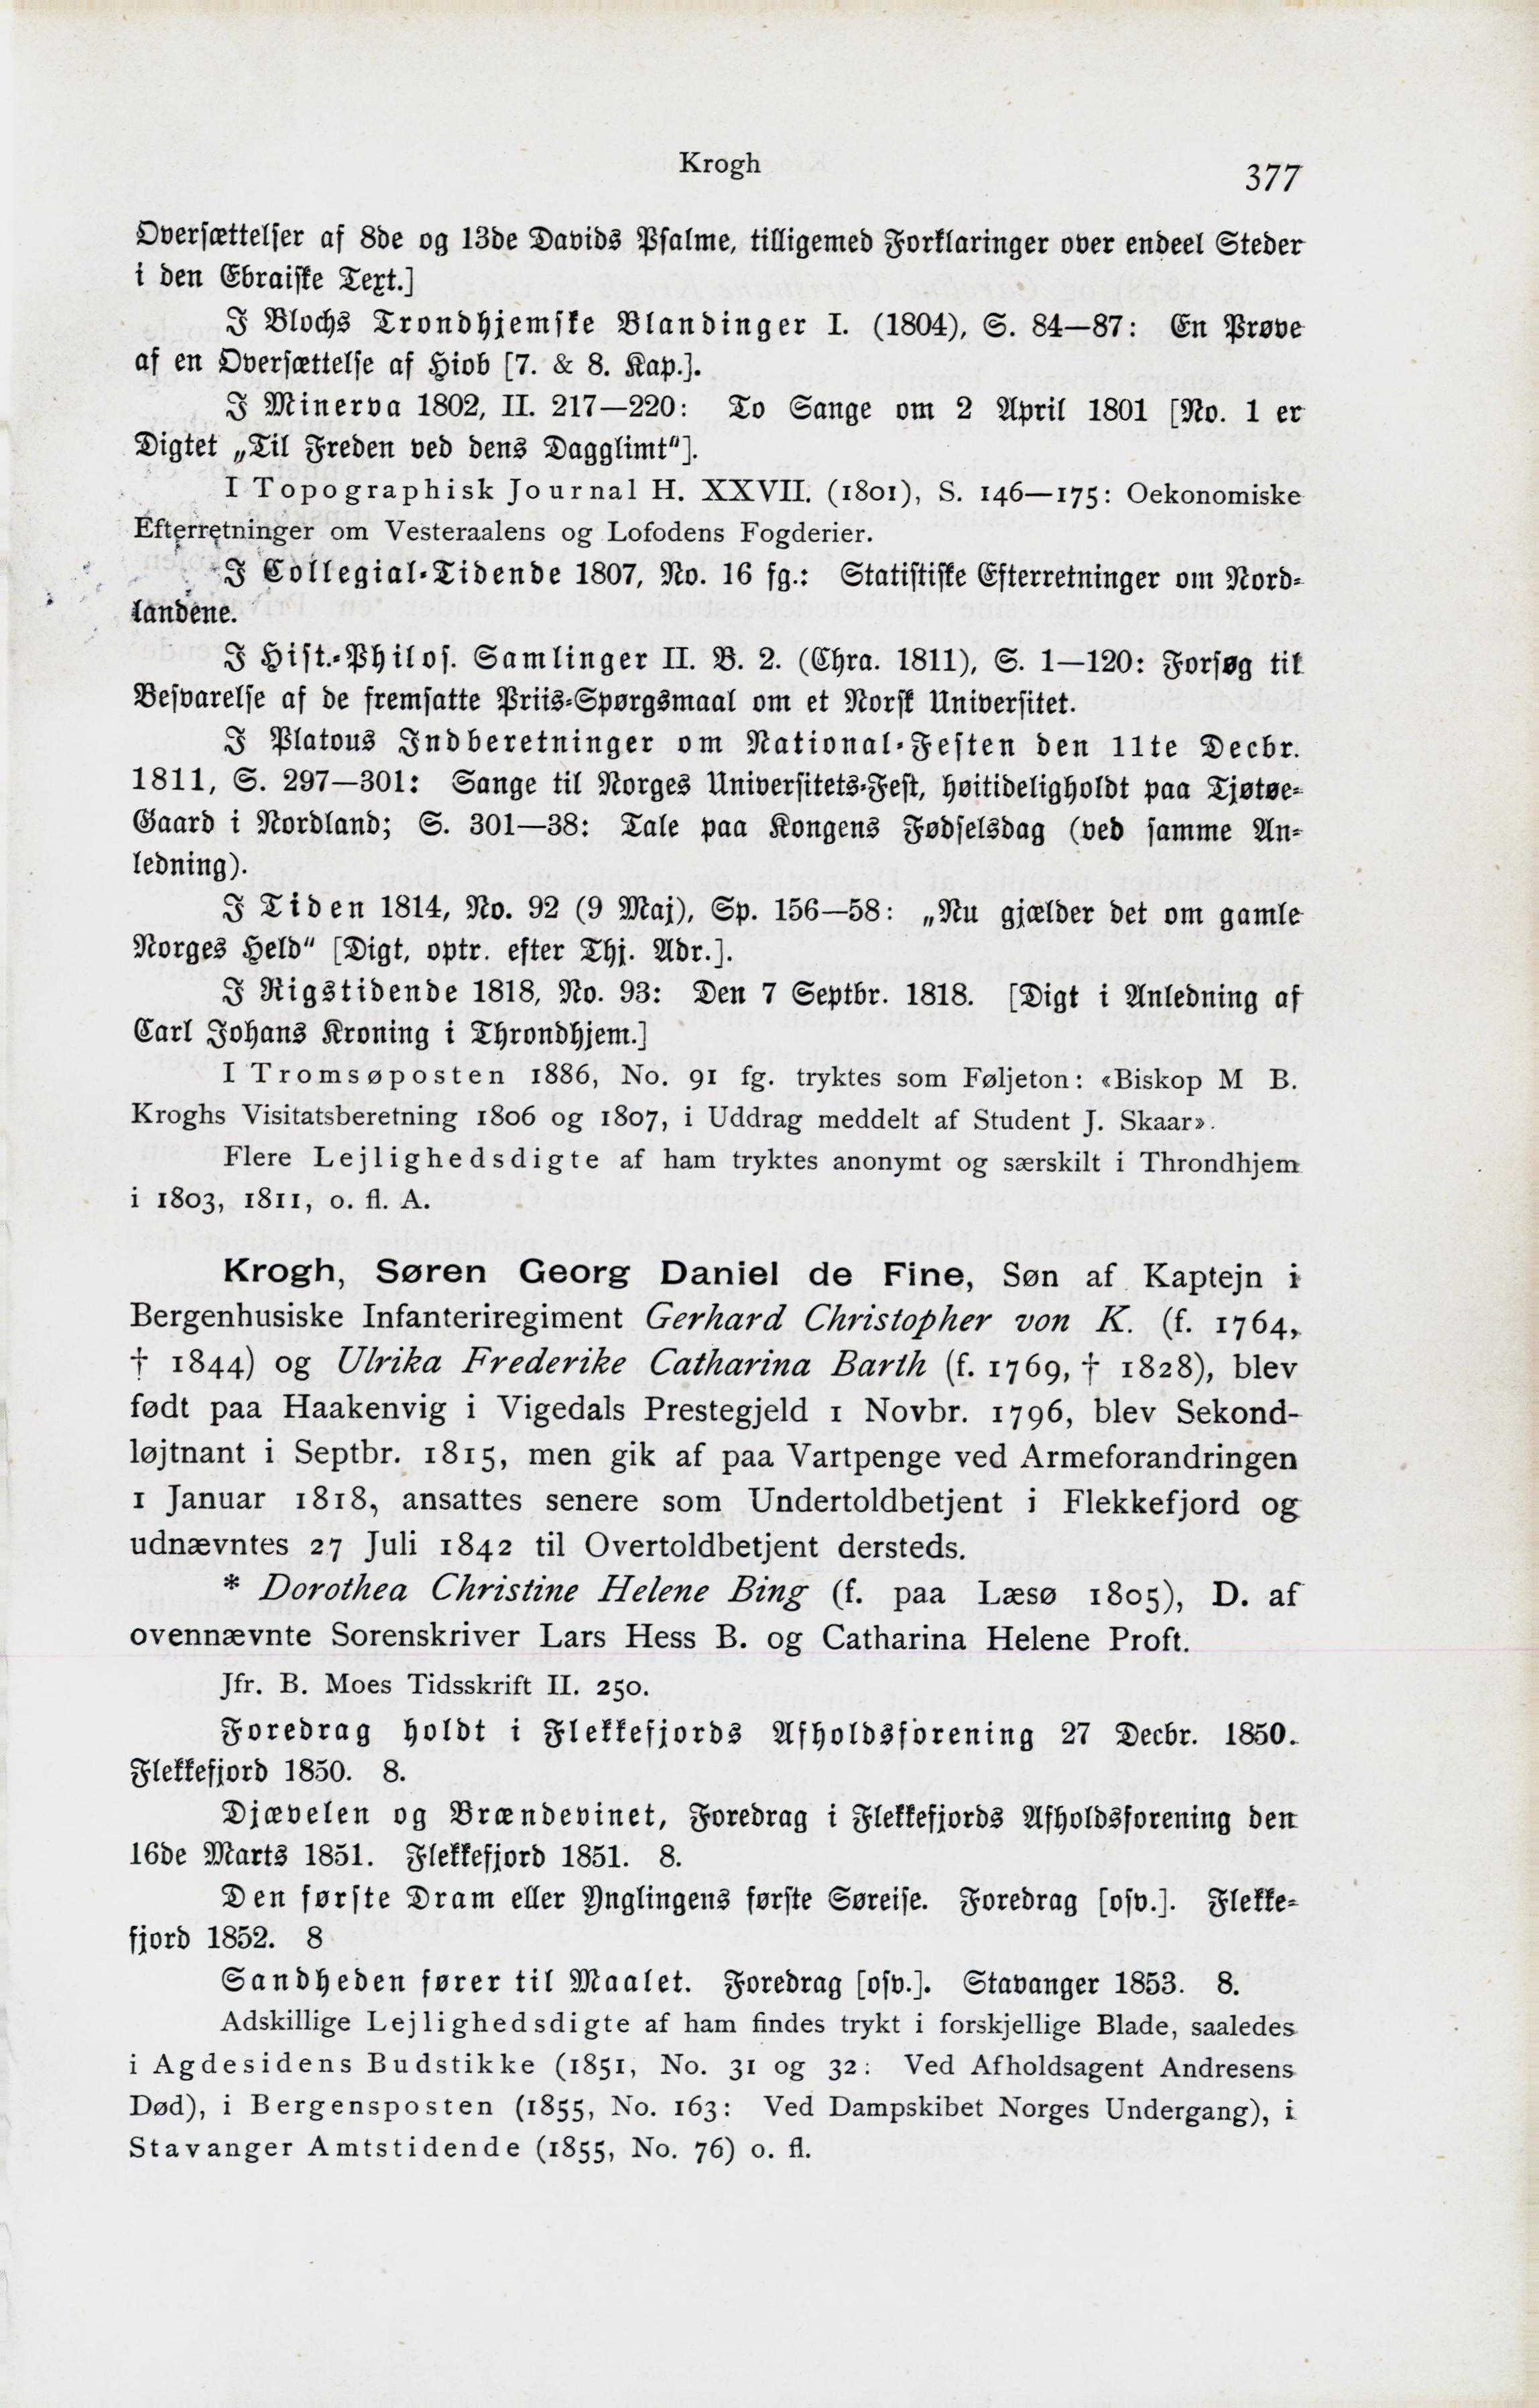 Krogh
377
Oversættelser af 8de og 13de Davids Psalme, tilligemed Forklaringer over endeel Steder
i den Ebraiske Text.]
I Blochs Trondhjemske Blandinger I. (1804), S. 84—87: En Prøve
af en Oversættelse af Hiob [7. & 8. Kap.].
I Minerva 1802, II. 217—220: To Sange om 2 April 1801 [No. 1 er
Digtet „Til Freden ved dens Dagglimt“].
I Topographisk Journal H. XXVII. (1801), S. 146—175: Oekonomiske
Efterretninger om Vesteraalens og Lofodens Fogderier.
I Collegial-Tidende 1807, No. 16 fg.: Statistiske Efterretninger om Nord-
landene.
I Hist.-Philos. Samlinger II. B. 2. (Chra. 1811), S. 1—120: Forsøg til
Besvarelse af de fremsatte Priis-Spørgsmaal om et Norsk Universitet.
I Platous Indberetninger om National-Festen den 11te Decbr.
1811, S. 297—301: Sange til Norges Universitets-Fest, høitideligholdt paa Tjøtøe-
Gaard i Nordland; S. 301—38: Tale paa Kongens Fødselsdag (ved samme An-
ledning).
I Tiden 1814, No. 92 (9 Maj), Sp. 156—58: „Nu gjælder det om gamle
Norges Held“ [Digt, optr. efter Thj. Adr.].
I Rigstidende 1818, No. 93: Den 7 Septbr. 1818. [Digt i Anledning af
Carl Johans Kroning i Throndhjem.]
I Tromsøposten 1886, No. 91 fg. tryktes som Føljeton: «Biskop M B.
Kroghs Visitatsberetning 1806 og 1807, i Uddrag meddelt af Student J. Skaar».
Flere Lejlighedsdigte af ham tryktes anonymt og særskilt i Throndhjem
i 1803, 1811, o. fl. A.
Krogh, Søren Georg Daniel de Fine, Søn af Kaptejn i
Bergenhusiske Infanteriregiment Gerhard Christopher von K. (f. 1764,
† 1844) og Ulrika Frederike Catharina Barth (f. 1769, † 1828), blev
født paa Haakenvig i Vigedals Prestegjeld 1 Novbr. 1796, blev Sekond-
løjtnant i Septbr. 1815, men gik af paa Vartpenge ved Armeforandringen
1 Januar 1818, ansattes senere som Undertoldbetjent i Flekkefjord og
udnævntes 27 Juli 1842 til Overtoldbetjent dersteds.
* Dorothea Christine Helene Bing (f. paa Læsø 1805), D. af
ovennævnte Sorenskriver Lars Hess B. og Catharina Helene Proft.
Jfr. B. Moes Tidsskrift II. 250.
Foredrag holdt i Flekkefjords Afholdsforening 27 Decbr. 1850.
Flekkefjord 1850. 8.
Djævelen og Brændevinet, Foredrag i Flekkefjords Afholdsforening den
16de Marts 1851. Flekkefjord 1851. 8.
Den første Dram eller Ynglingens første Søreise. Foredrag [osv.]. Flekke-
fjord 1852. 8
Sandheden fører til Maalet. Foredrag [osv.]. Stavanger 1853. 8.
Adskillige Lejlighedsdigte af ham findes trykt i forskjellige Blade, saaledes
i Agdesidens Budstikke (1851, No. 31 og 32: Ved Afholdsagent Andresens
Død), i Bergensposten (1855, No. 163: Ved Dampskibet Norges Undergang), i
Stavanger Amtstidende (1855, No. 76) o. fl.